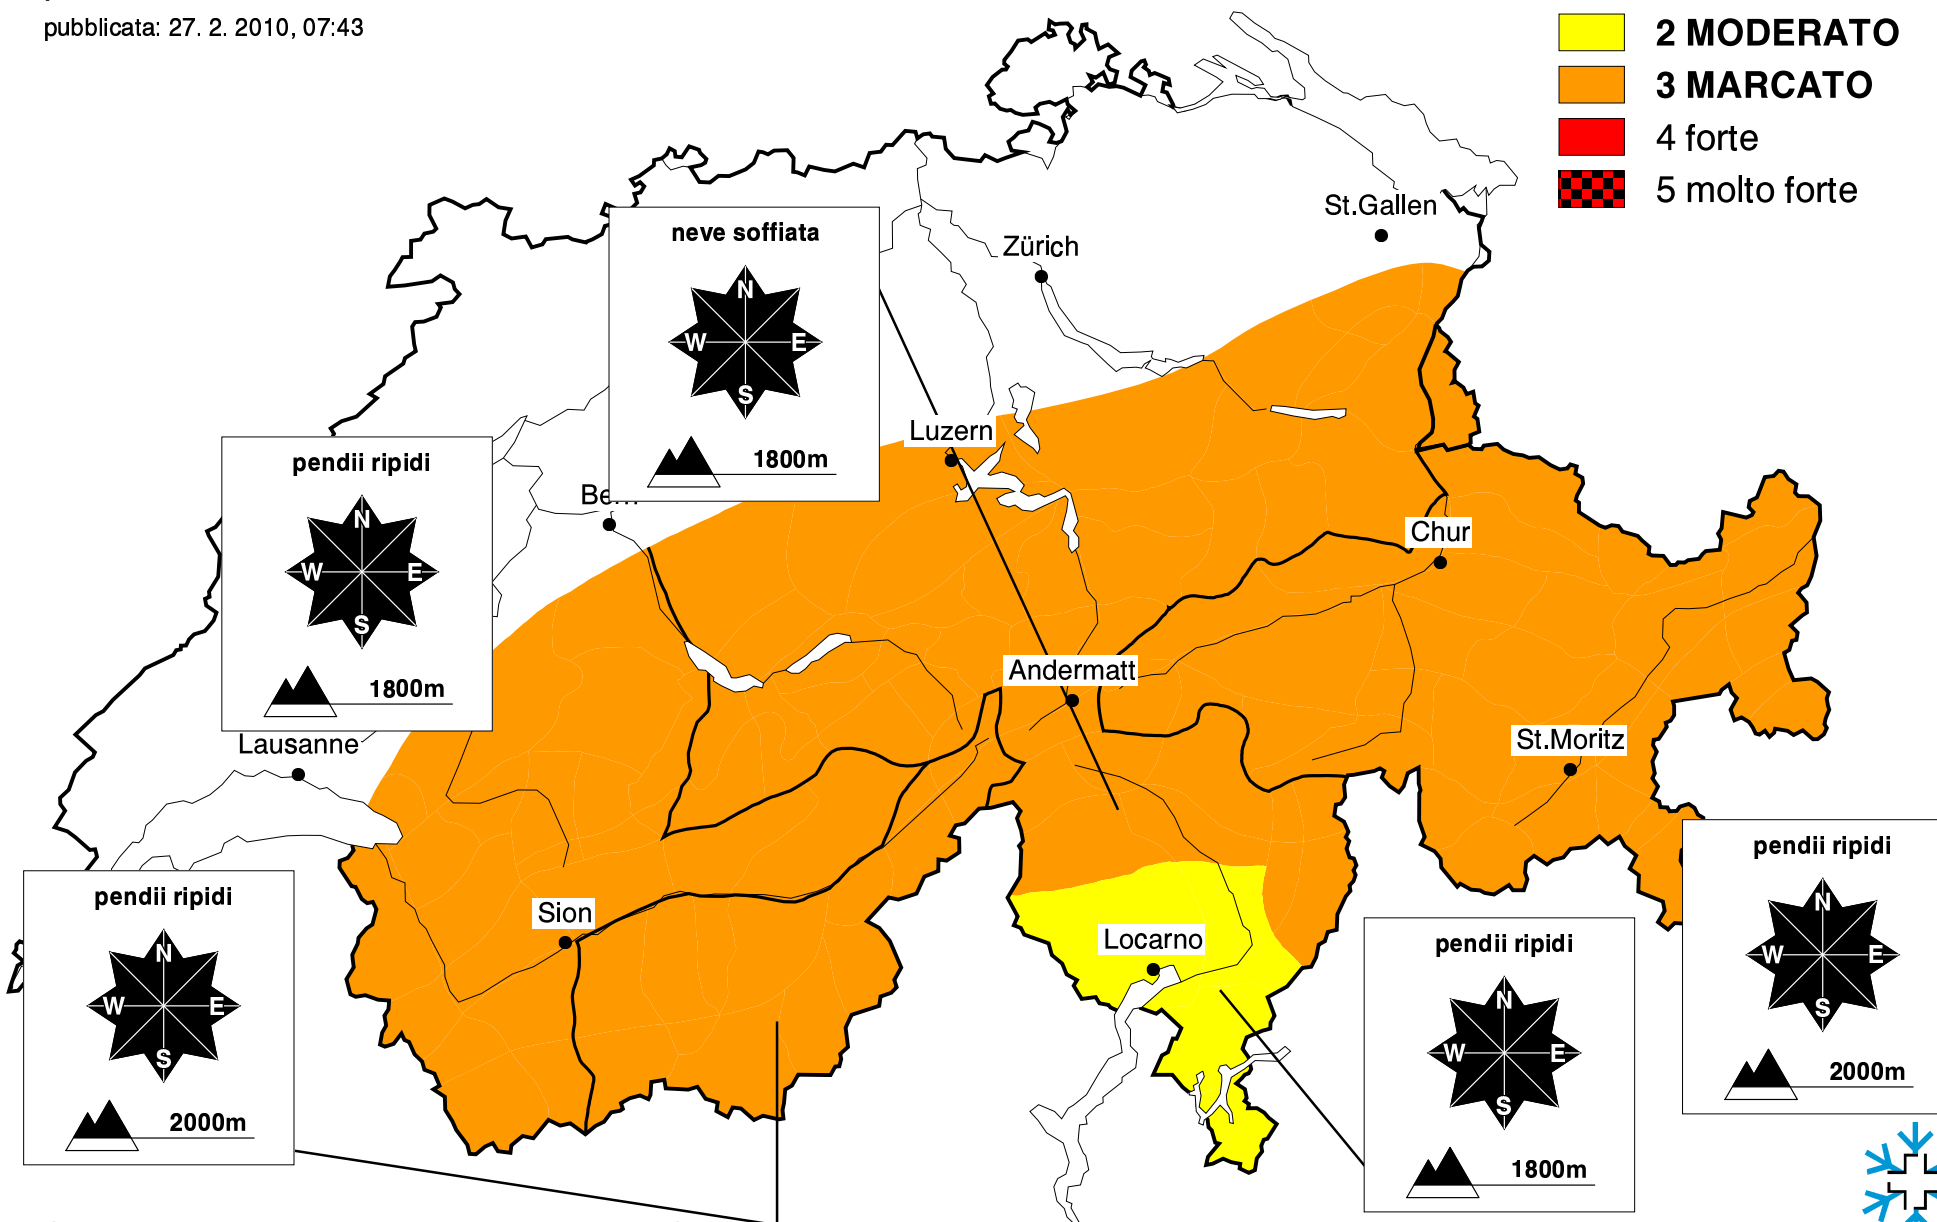 pubblicata: 27. 2. 2010, 07:43
2 MODERATO
3 MARCATO
4 forte
5 molto forte
St.Gallen
Zürich
neve soffiata
N
W
E
S
1800m
Luzern
pendii ripidi
N
W
E
S
1800m
Chur
Andermatt
St.Moritz
Lausanne
pendii ripidi
N
W
E
S
2000m
Sion
Locarno
pendii ripidi
N
W
E
S
1800m
pendii ripidi
N
W
E
S
2000m